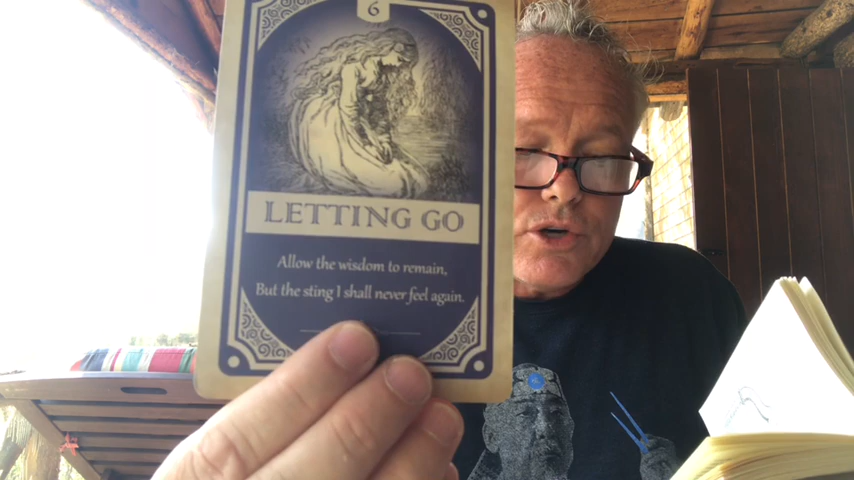 6
LETTING GO
Allow the wisdom to remain,
But the sting I shall never feel again.